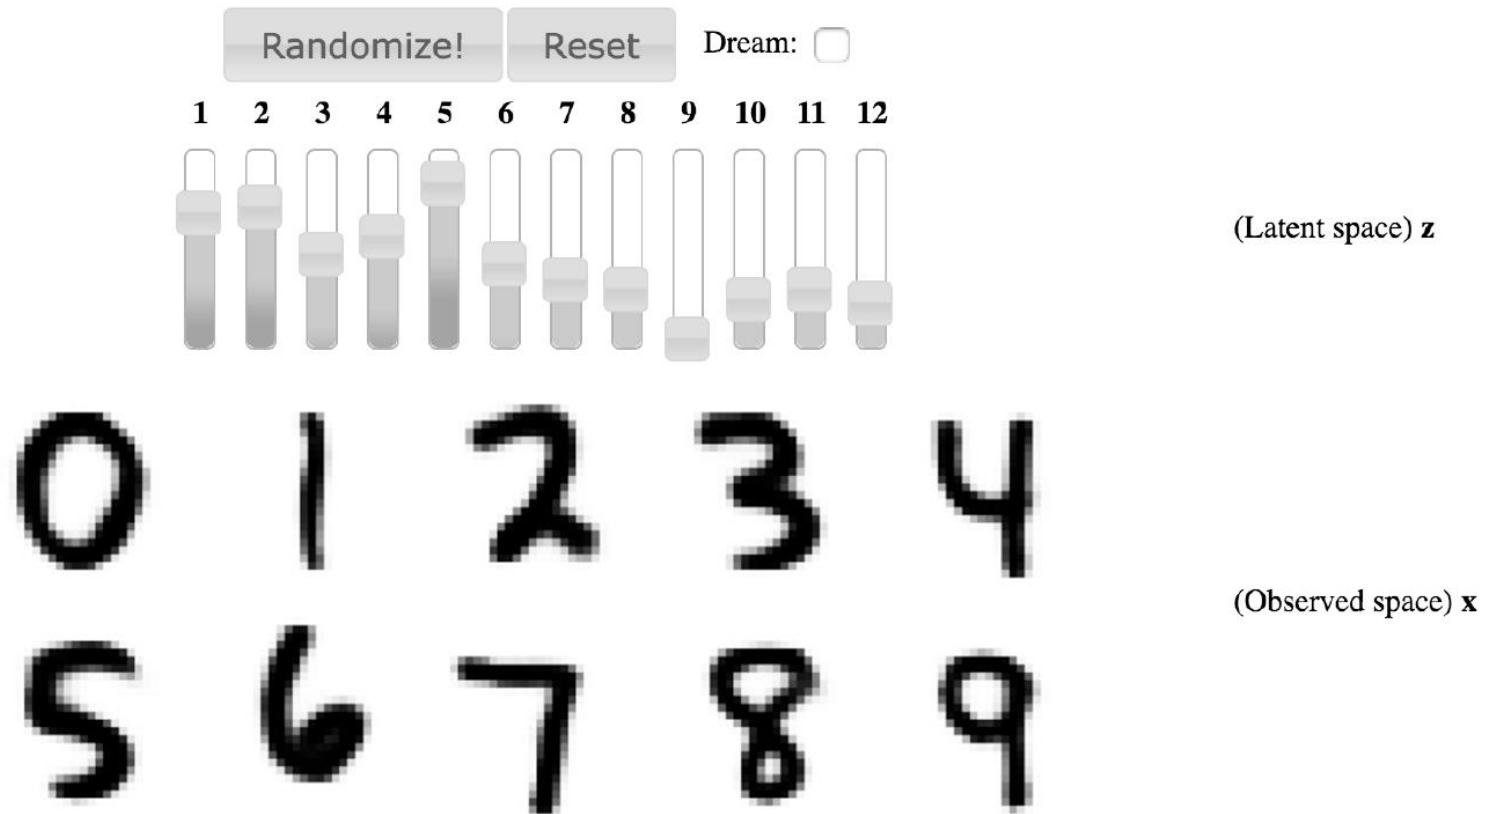 Randomize! Reset Dream:
1 2 3 4 5 6 7 8 9 10 11 12
(Latent space) z
0 1 2 3 4
(Observed space) x
5 6 7 8 9